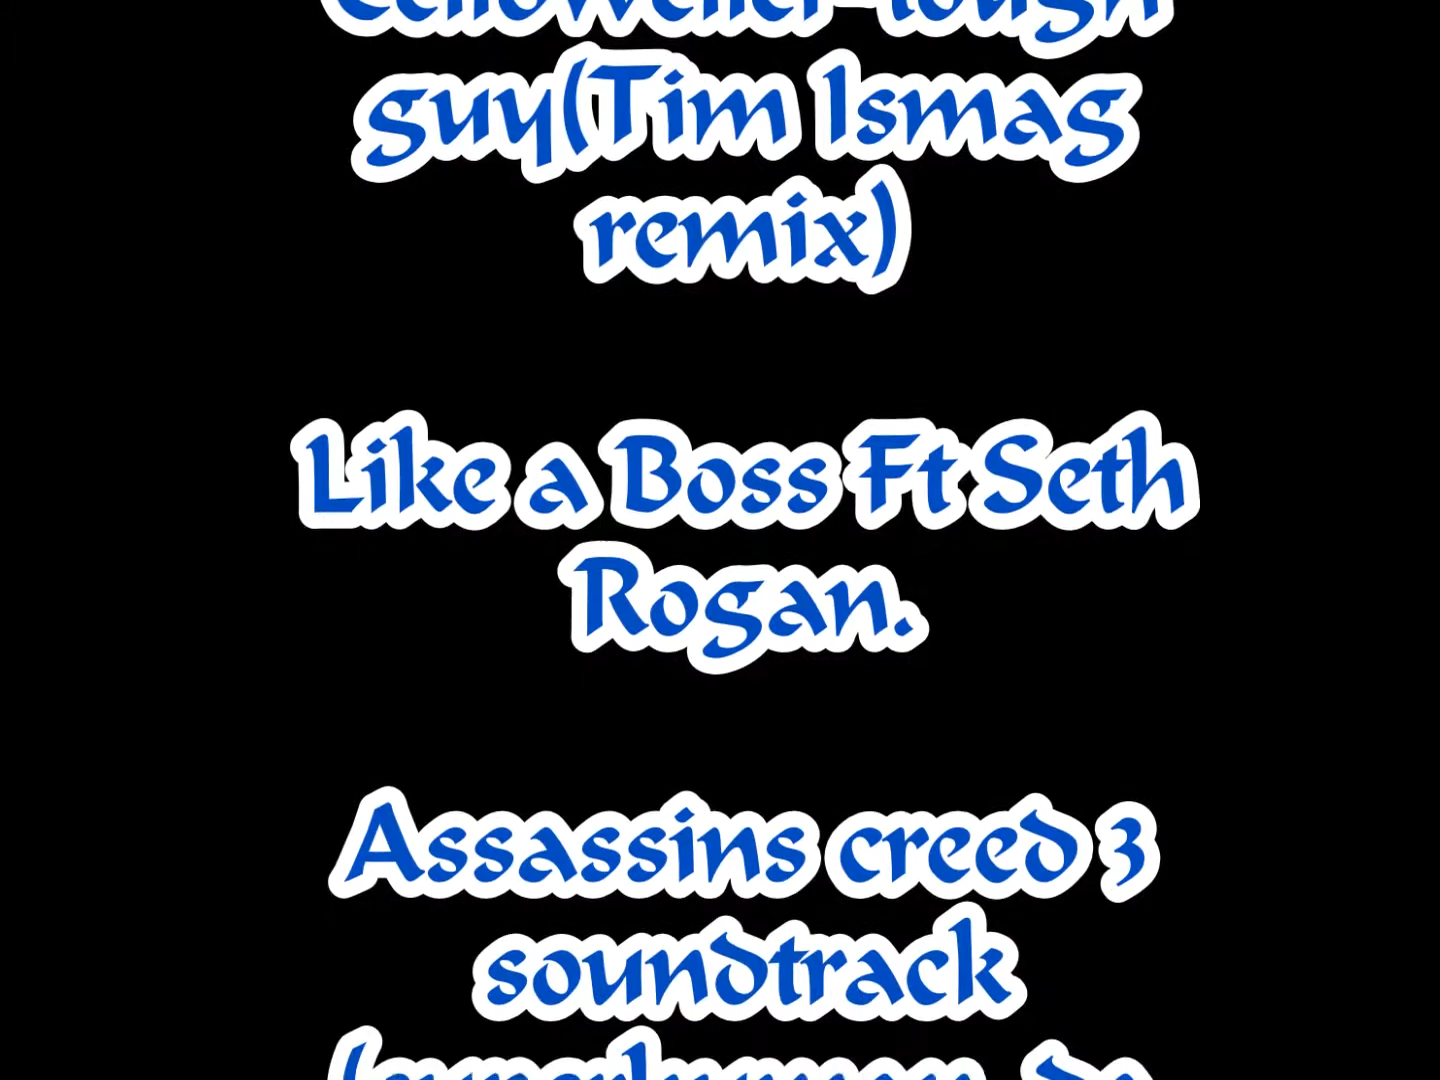 guy(Tim Ismag
remix)
Like a Boss Ft Seth
Rogan.
Assassins creed 3
soundtrack